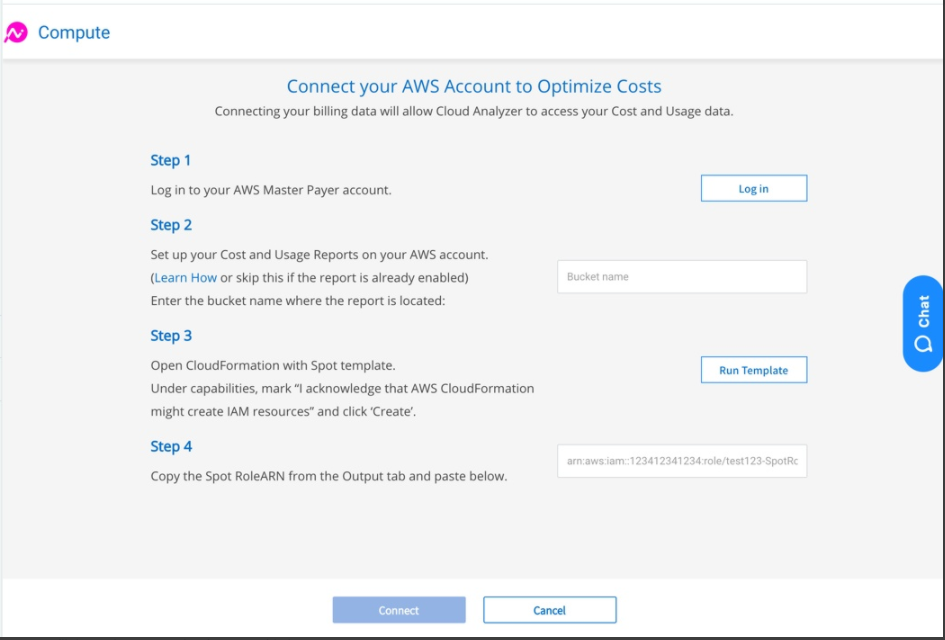 Compute
Connect your AWS Account to Optimize Costs
Connecting your billing data will allow Cloud Analyzer to access your Cost and Usage data.
Step 1
Log in to your AWS Master Payer account.
Log in
Step 2
Set up your Cost and Usage Reports on your AWS account.
(Learn How or skip this if the report is already enabled)
Bucket name
Enter the bucket name where the report is located:
Chat
Step 3
Open CloudFormation with Spot template.
Run Template
Under capabilities, mark “I acknowledge that AWS CloudFormation
might create IAM resources” and click ‘Create’.
Step 4
arn:aws:iam::123412341234:role/test123-SpotRc
Copy the Spot RoleARN from the Output tab and paste below.
Connect
Cancel